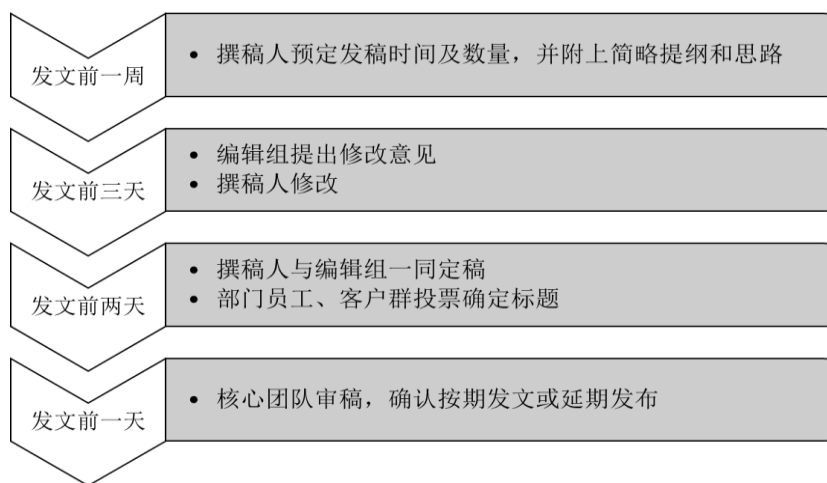 发文前一周
• 撰稿人预定发稿时间及数量，并附上简略提纲和思路
发文前三天
• 编辑组提出修改意见
• 撰稿人修改
发文前两天
• 撰稿人与编辑组一同定稿
• 部门员工、客户群投票确定标题
发文前一天
• 核心团队审稿，确认按期发文或延期发布